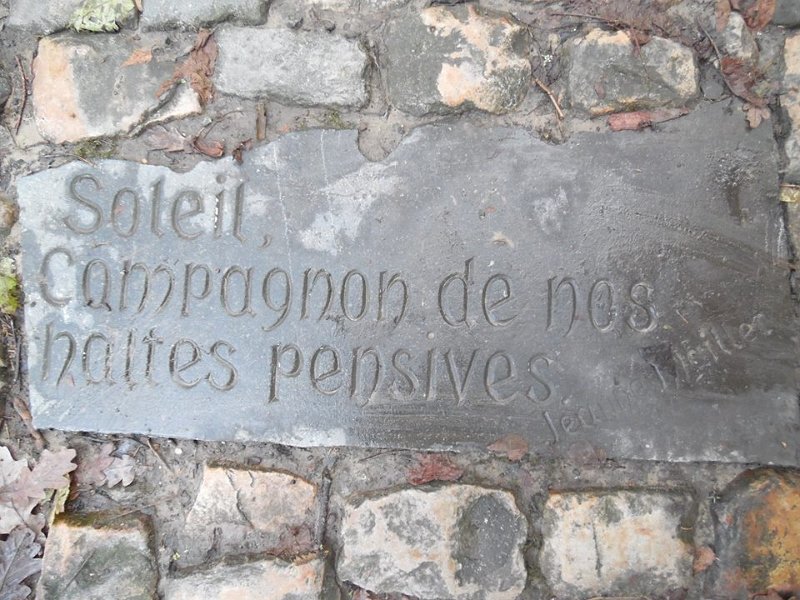 Soleil,
Compagnon de nos
haltes pensives.